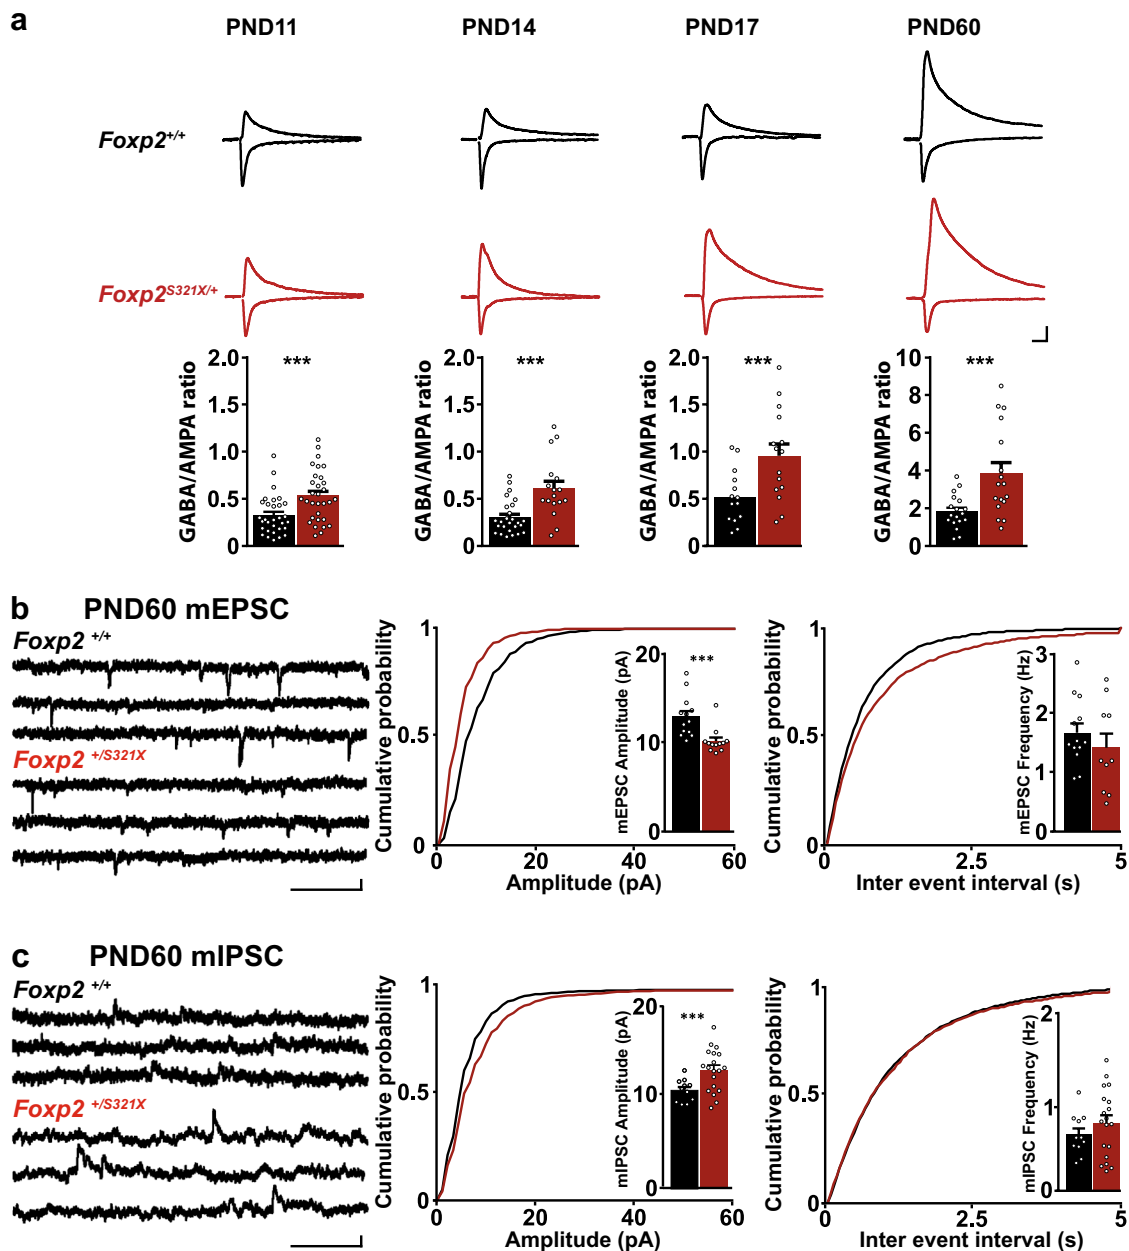 a
PND11 PND14 PND17 PND60
Foxp2+/+
Foxp2S321X/+
GABA/AMPA ratio 2.0 1.5 1.0 0.5 0 ***
GABA/AMPA ratio 2.0 1.5 1.0 0.5 0 ***
GABA/AMPA ratio 2.0 1.5 1.0 0.5 0 ***
GABA/AMPA ratio 10 8 6 4 2 0 ***
b PND60 mEPSC
Foxp2 +/+
Foxp2 +/S321X
Cumulative probability
1
0.5
0
0 20 40 60
Amplitude (pA)
mEPSC Amplitude (pA)
20
10
0
***
Cumulative probability
1
0.5
0
0 2.5 5
Inter event interval (s)
mEPSC Frequency (Hz)
3
2
1
0
c PND60 mIPSC
Foxp2 +/+
Foxp2 +/S321X
Cumulative probability
1
0.5
0
0 20 40 60
Amplitude (pA)
mIPSC Amplitude (pA)
20
10
0
***
Cumulative probability
1
0.5
0
0 2.5 5
Inter event interval (s)
mIPSC Frequency (Hz)
2
1
0